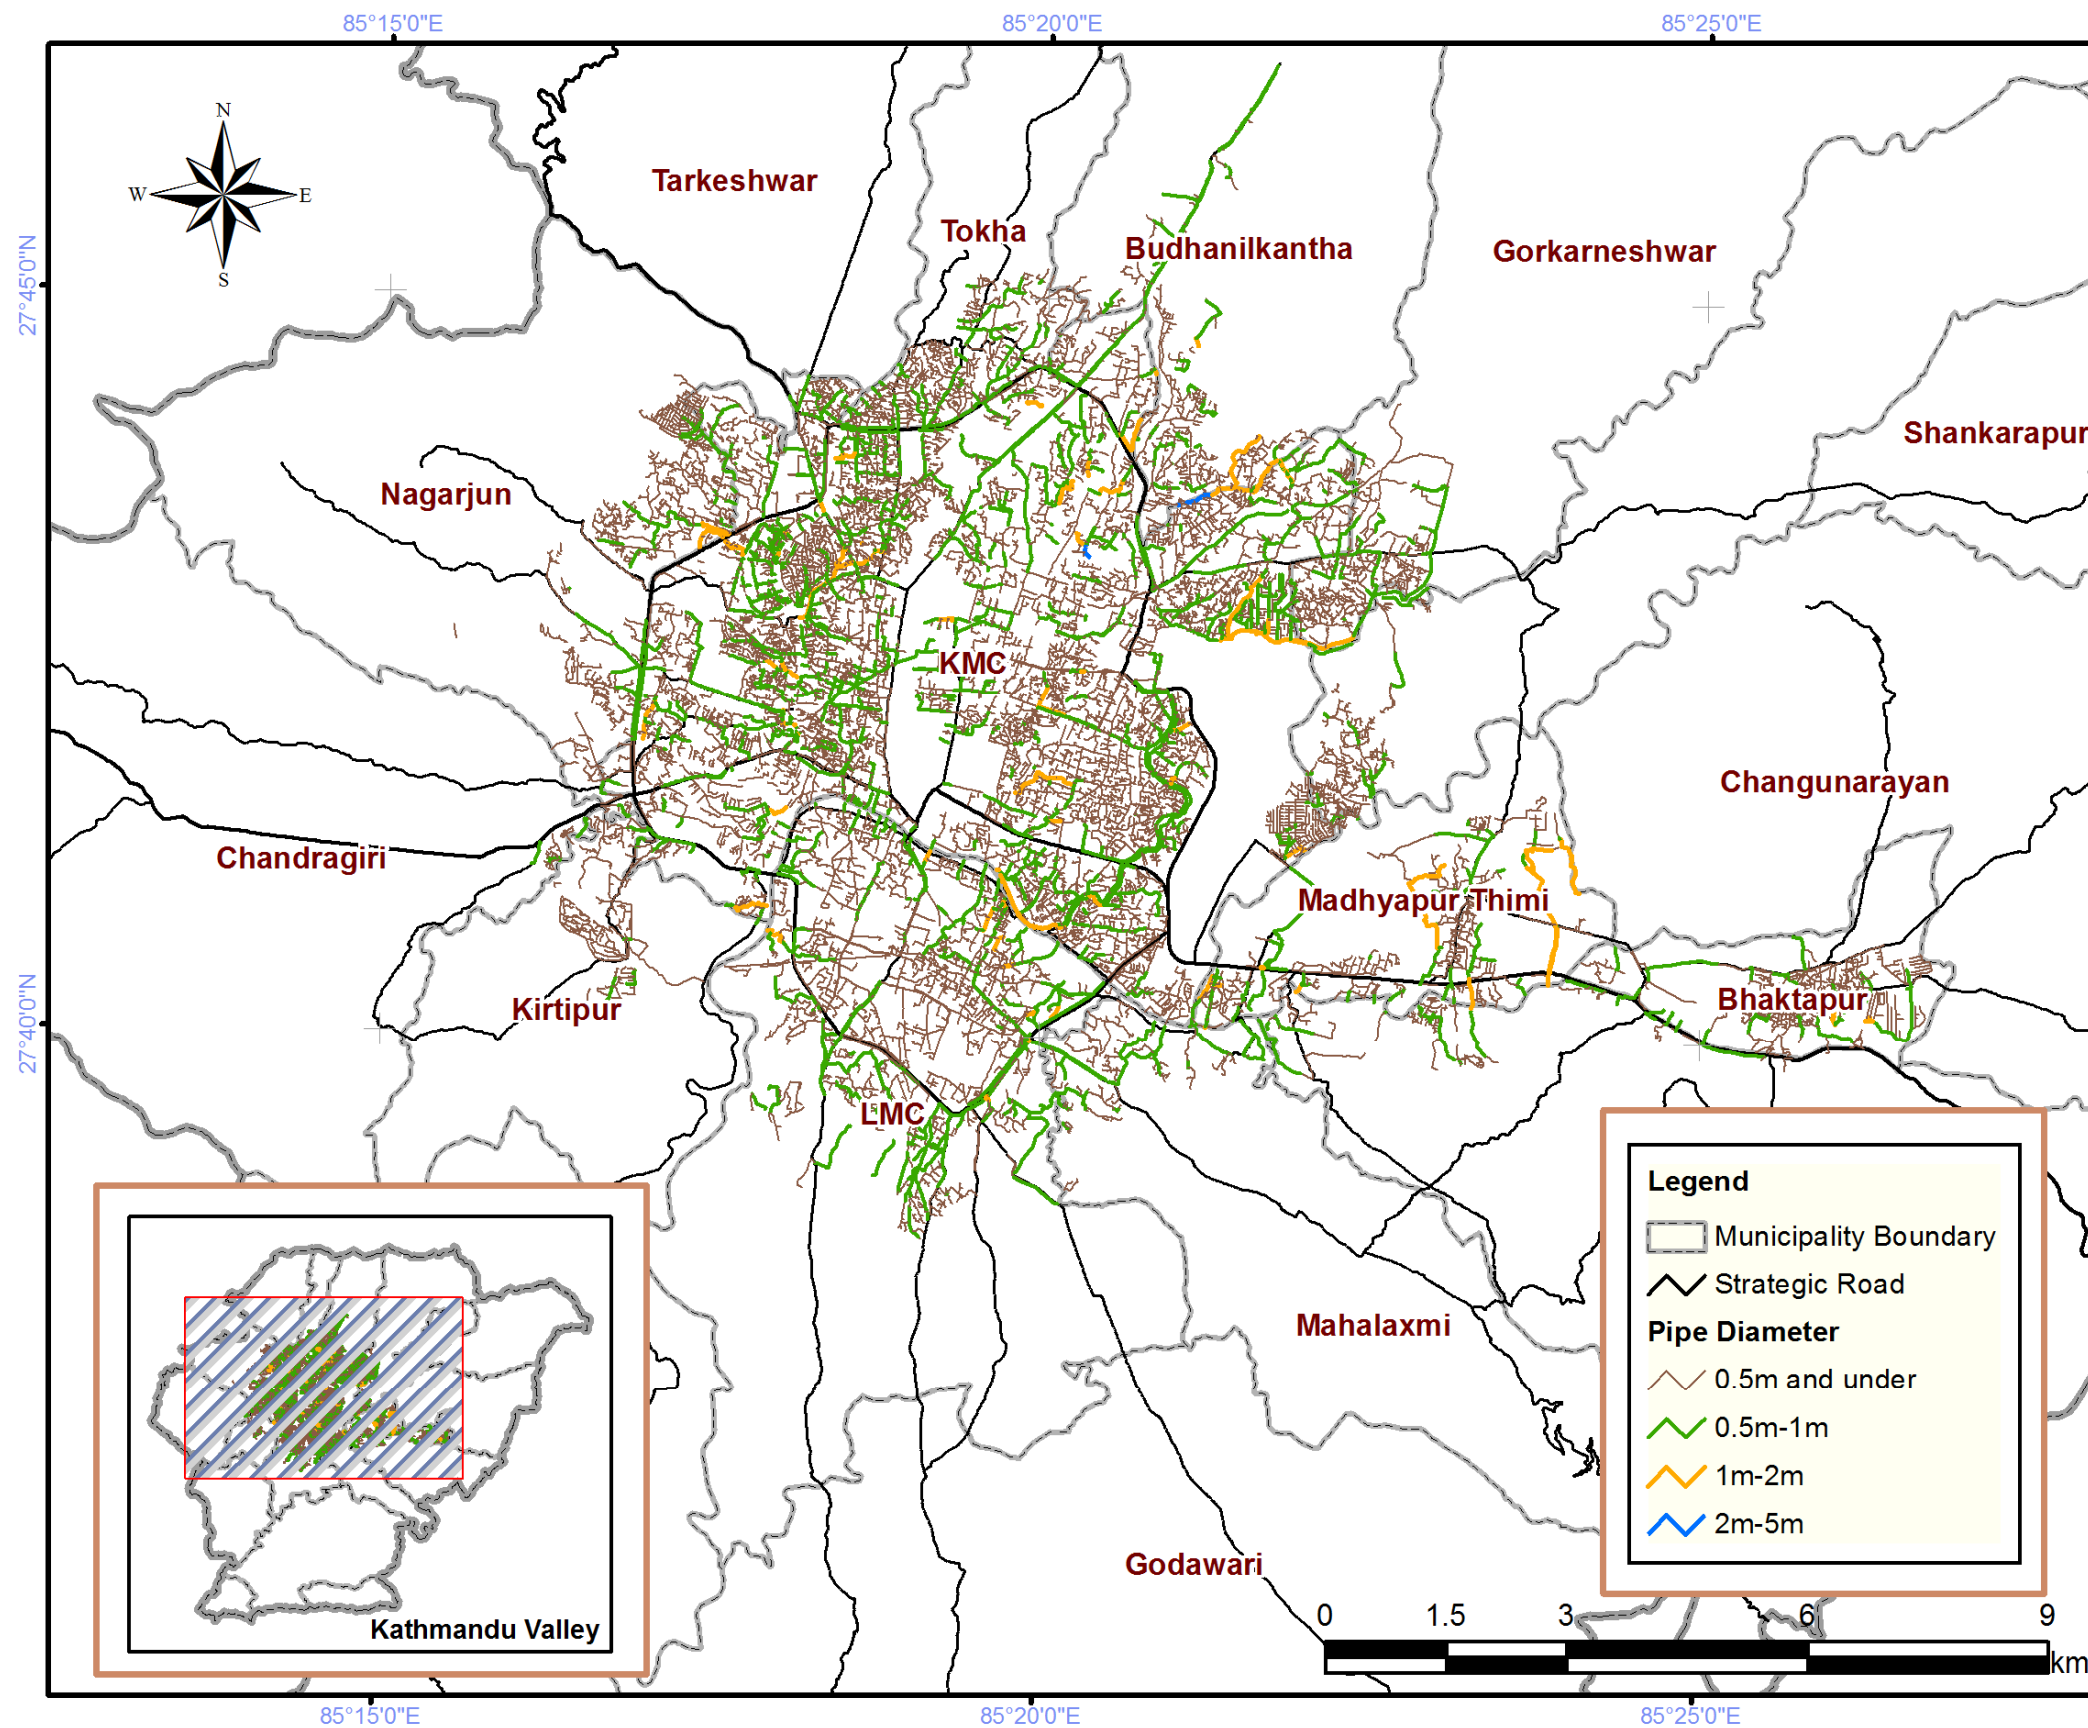 85°15'0"E
85°20'0"E
85°25'0"E
N
W
E
S
Tarkeshwar
Tokha
Budhanilkantha
Gorkarneshwar
27°45'0"N
Shankarapur
Nagarjun
KMC
Changunarayan
Chandragiri
Madhyapur Thimi
Kirtipur
Bhaktapur
27°40'0"N
LMC
Legend
Municipality Boundary
Strategic Road
Pipe Diameter
0.5m and under
0.5m-1m
1m-2m
2m-5m
Mahalaxmi
Godawari
Kathmandu Valley
0 1.5 3 6 9
km
85°15'0"E
85°20'0"E
85°25'0"E